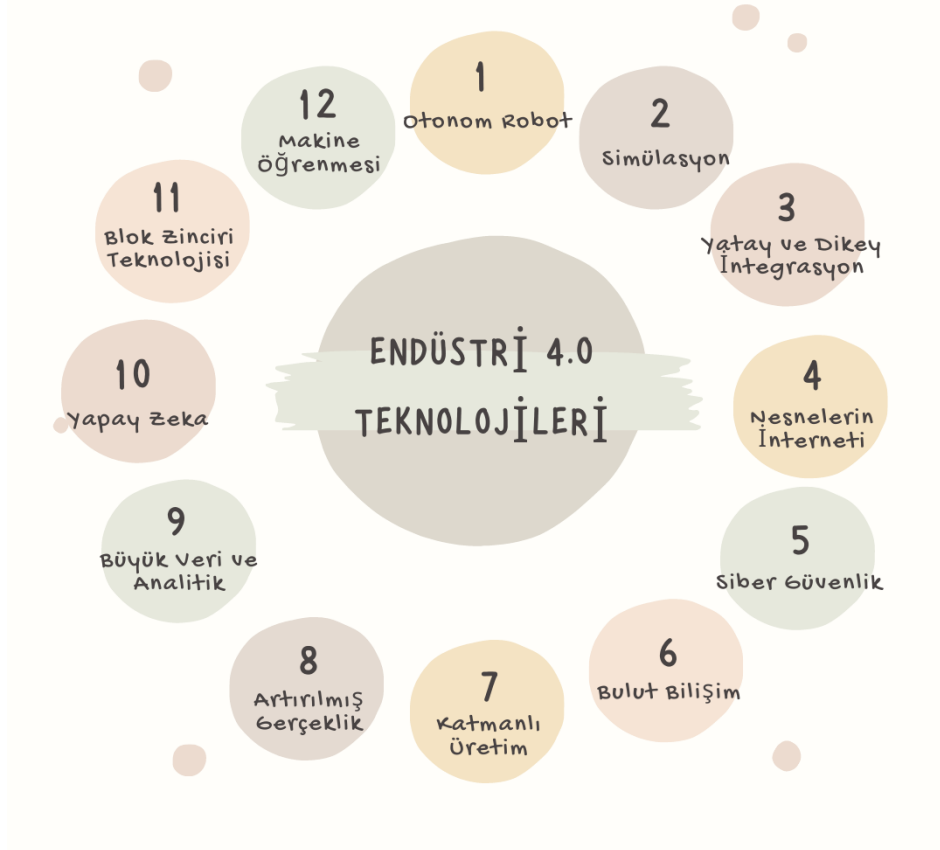 ENDÜSTRİ 4.0
TEKNOLOJİLERİ
1
Otonom Robot
2
Simülasyon
3
Yatay ve Dikey
İntegrasyon
4
Nesnelerin
İnterneti
5
Siber Güvenlik
6
Bulut Bilişim
7
Katmanlı
Üretim
8
Artırılmış
Gerçeklik
9
Büyük Veri ve
Analitik
10
Yapay Zeka
11
Blok Zinciri
Teknolojisi
12
Makine
Öğrenmesi